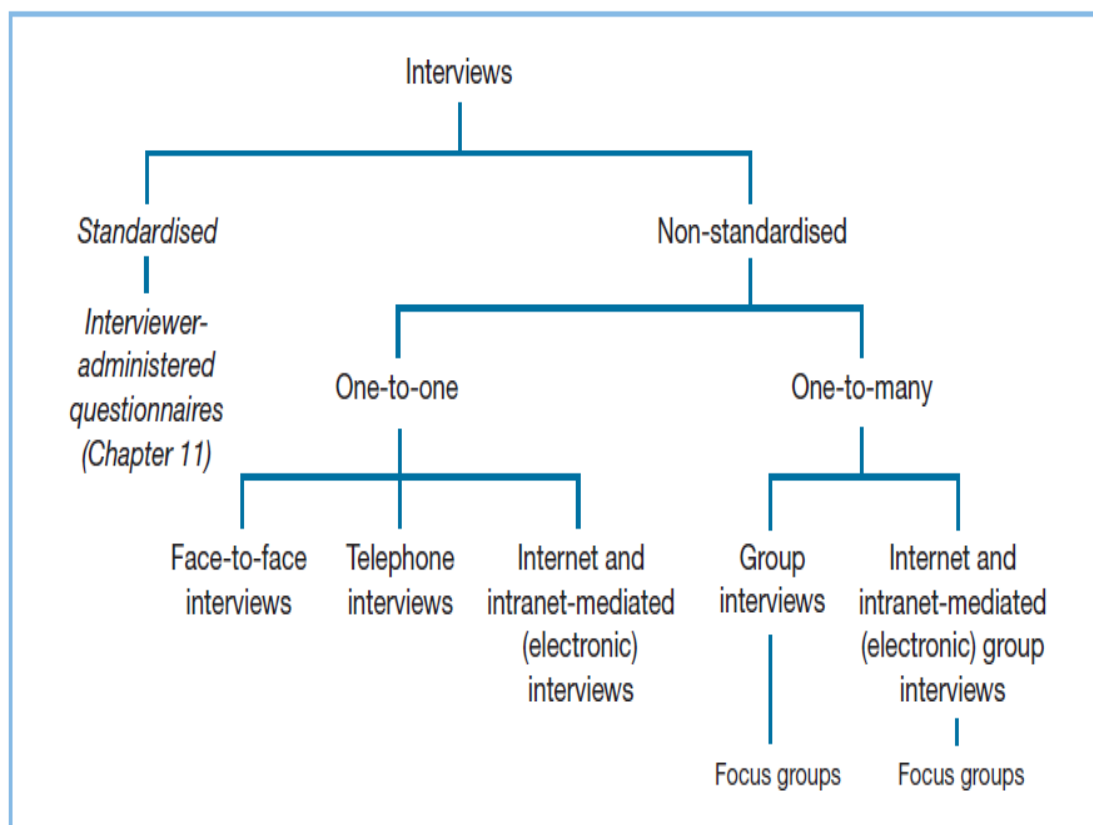 Interviews
Standardised
Non-standardised
Interviewer-
administered
questionnaires
(Chapter 11)
One-to-one
One-to-many
Face-to-face
interviews
Telephone
interviews
Internet and
intranet-mediated
(electronic)
interviews
Group
interviews
Internet and
intranet-mediated
(electronic) group
interviews
Focus groups
Focus groups